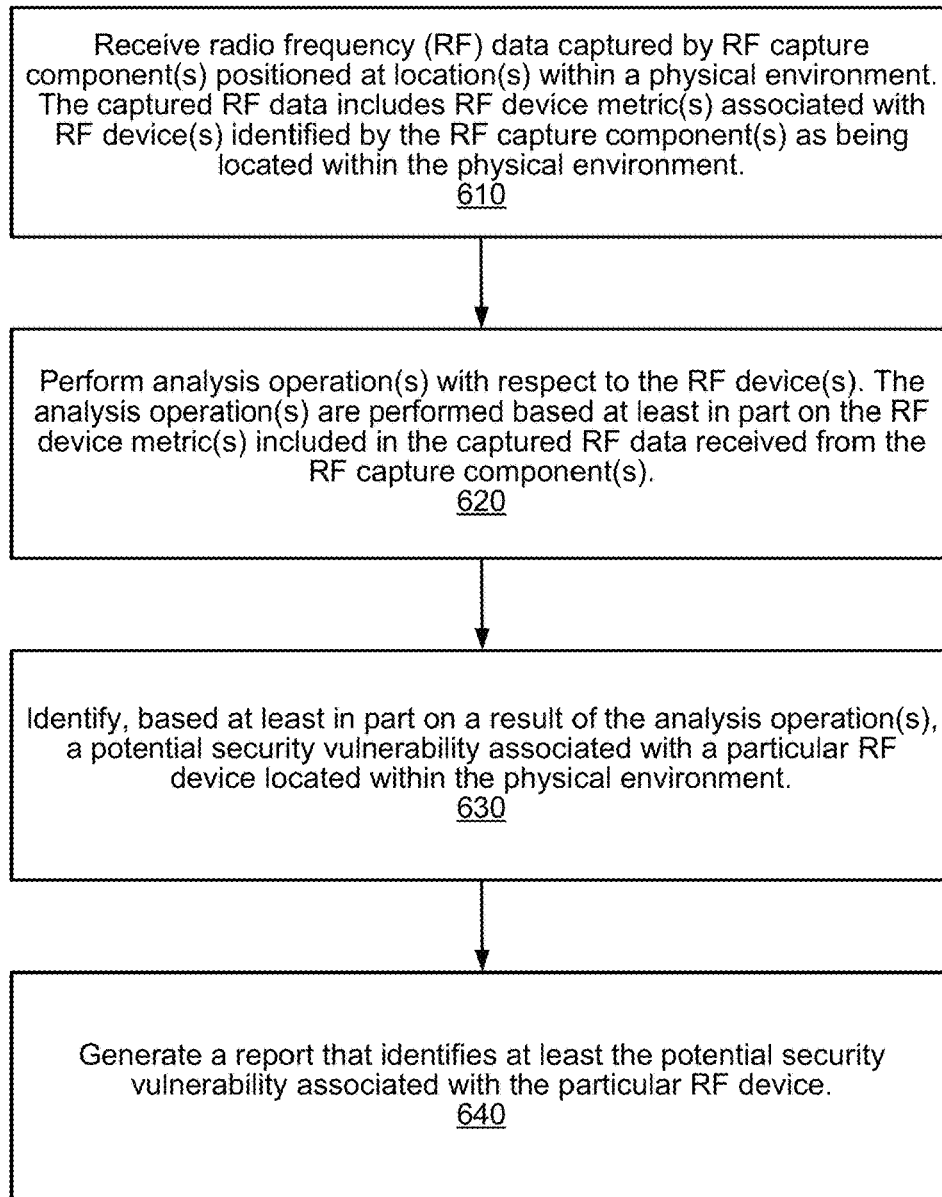 Receive radio frequency (RF) data captured by RF capture
component(s) positioned at location(s) within a physical environment.
The captured RF data includes RF device metric(s) associated with
RF device(s) identified by the RF capture component(s) as being
located within the physical environment.
610
Perform analysis operation(s) with respect to the RF device(s). The
analysis operation(s) are performed based at least in part on the RF
device metric(s) included in the captured RF data received from the
RF capture component(s).
620
Identify, based at least in part on a result of the analysis operation(s),
a potential security vulnerability associated with a particular RF
device located within the physical environment.
630
Generate a report that identifies at least the potential security
vulnerability associated with the particular RF device.
640